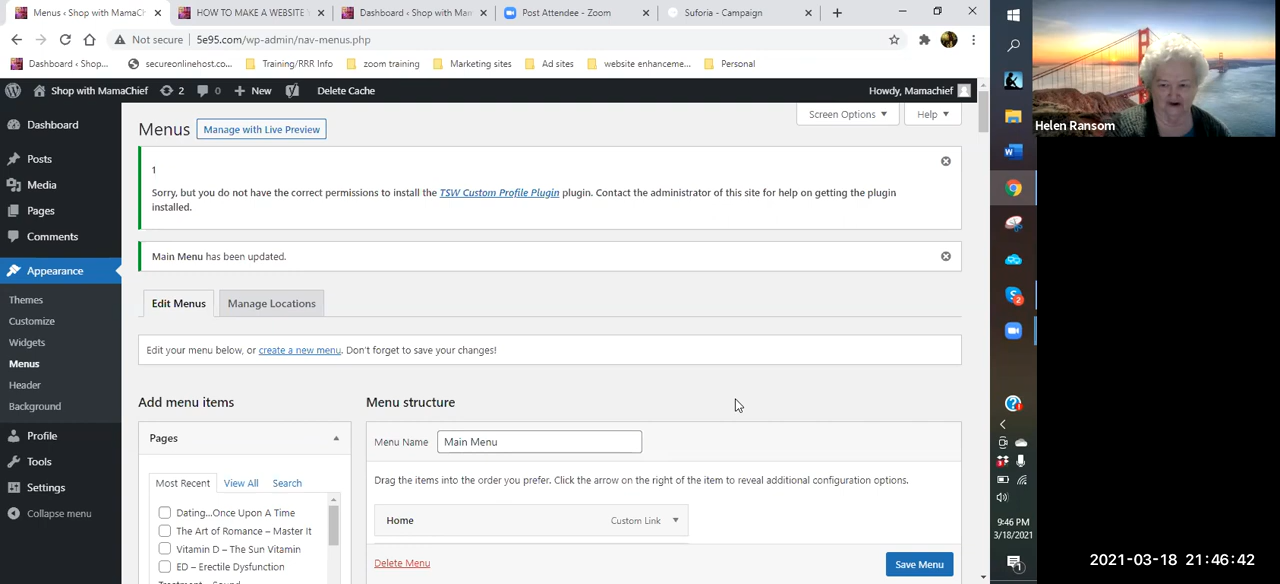 Menus ‹ Shop with MamaCh
HOW TO MAKE A WEBSITE
Dashboard ‹ Shop with Mam
Post Attendee - Zoom
Suforia - Campaign
Not secure
5e95.com/wp-admin/nav-menus.php
Dashboard ‹ Shop...
secureonlinehost.co...
Training/RRR Info
zoom training
Marketing sites
Ad sites
website enhanceme...
Personal
Shop with MamaChief
2
0
New
Delete Cache
Howdy, Mamachief
Screen Options
Help
Dashboard
Posts
Media
Pages
Comments
Appearance
Themes
Customize
Widgets
Menus
Header
Background
Profile
Tools
Settings
Collapse menu
Menus
Manage with Live Preview
1
Sorry, but you do not have the correct permissions to install the TSW Custom Profile Plugin plugin. Contact the administrator of this site for help on getting the plugin
installed.
Main Menu has been updated.
Edit Menus
Manage Locations
Edit your menu below, or create a new menu. Don't forget to save your changes!
Add menu items
Menu structure
Pages
Menu Name
Main Menu
Drag the items into the order you prefer. Click the arrow on the right of the item to reveal additional configuration options.
Most Recent
View All
Search
Dating...Once Upon A Time
The Art of Romance – Master It
Vitamin D – The Sun Vitamin
ED – Erectile Dysfunction
Home
Custom Link
Delete Menu
Save Menu
Helen Ransom
9:46 PM
3/18/2021
2021-03-18 21:46:42